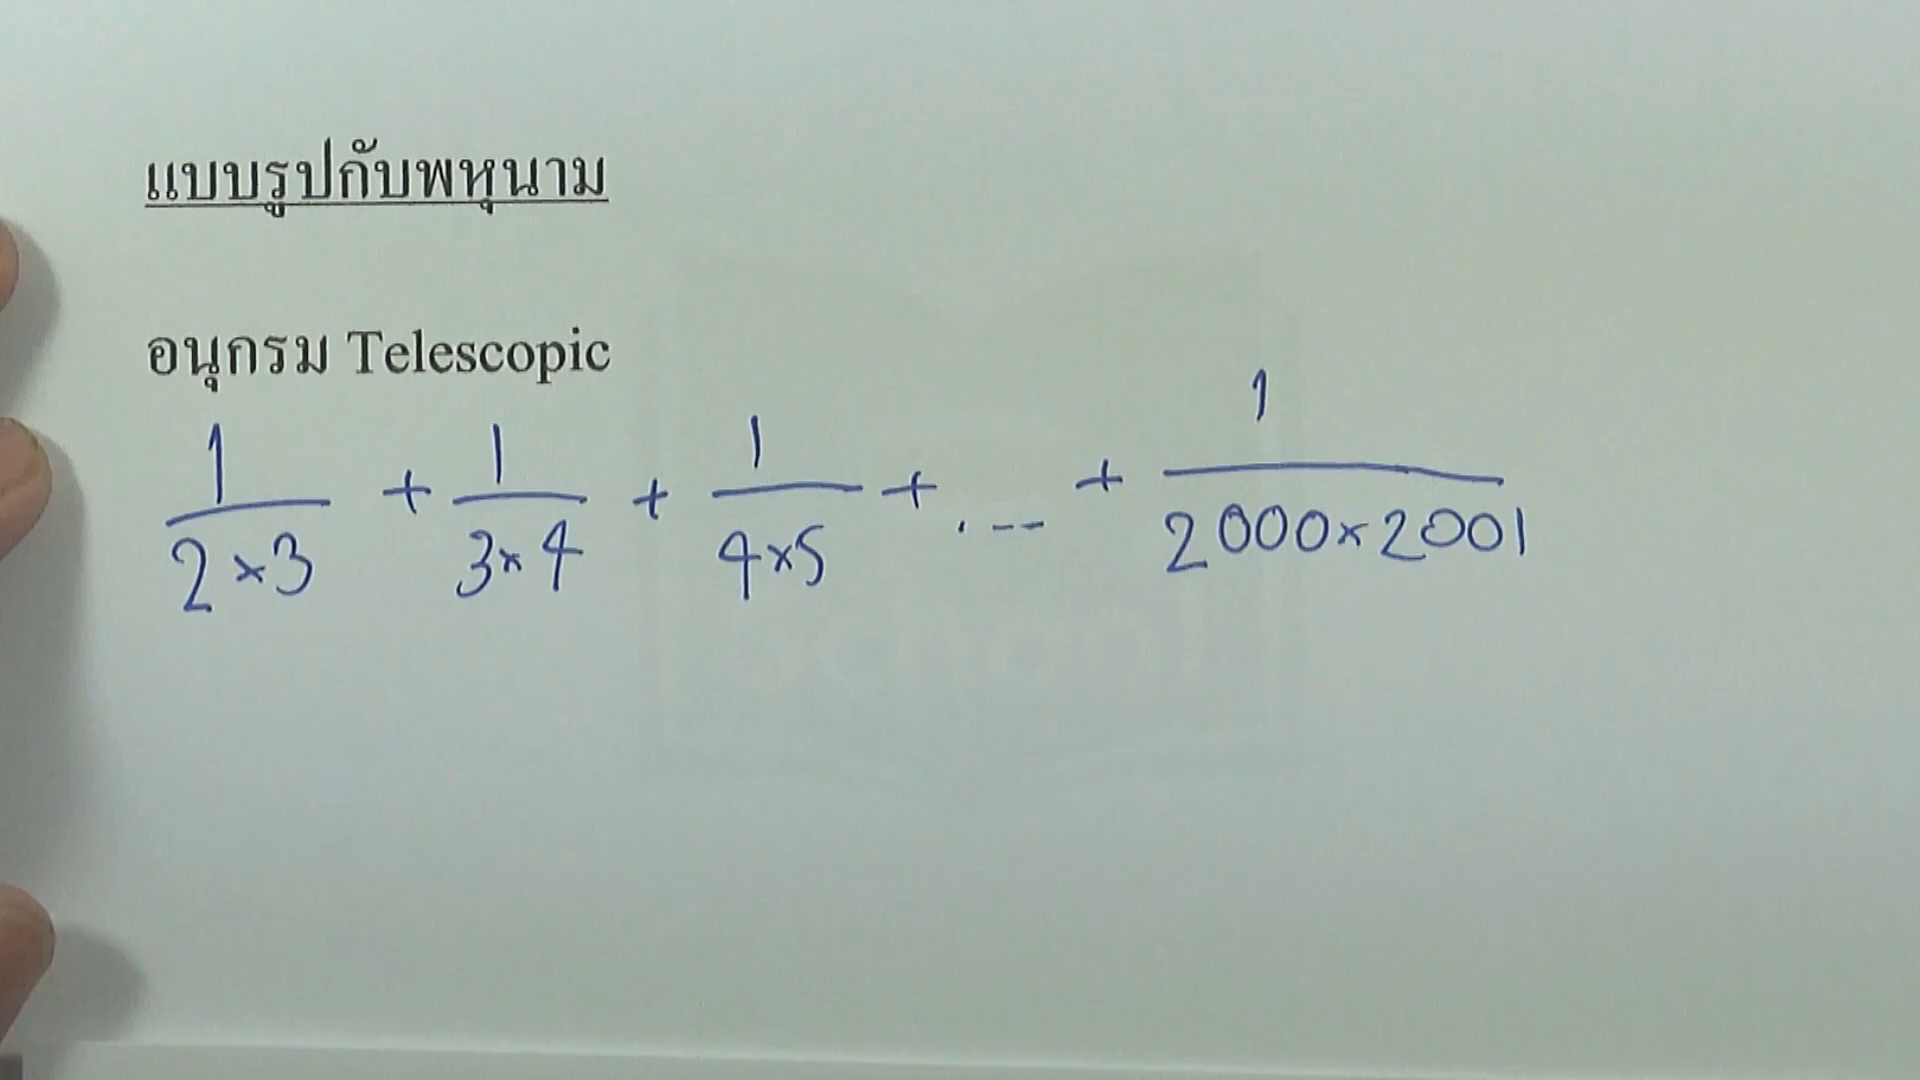 แบบรูปกับพหุนาม
อนุกรม Telescopic
1/(2×3) + 1/(3×4) + 1/(4×5) + ... + 1/(2000×2001)
school